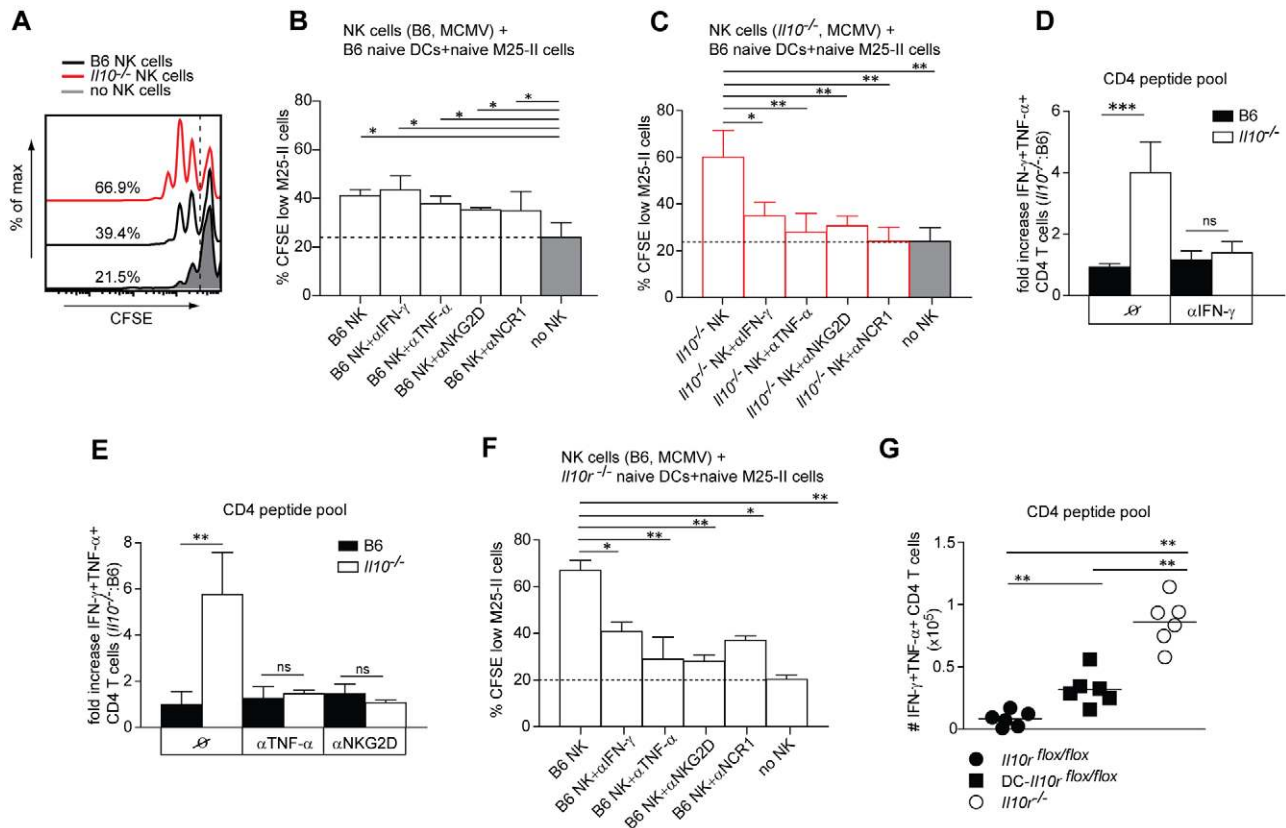 A
B6 NK cells
Il10-/- NK cells
no NK cells
% of max
66.9%
39.4%
21.5%
CFSE
B
NK cells (B6, MCMV) +
B6 naive DCs+naive M25-II cells
% CFSE low M25-II cells
80
60
40
20
0
*
*
*
*
*
B6 NK
B6 NK+αIFN-γ
B6 NK+αTNF-α
B6 NK+αNKG2D
B6 NK+αNCR1
no NK
C
NK cells (Il10-/-, MCMV) +
B6 naive DCs+naive M25-II cells
% CFSE low M25-II cells
80
60
40
20
0
**
**
**
**
*
Il10-/- NK
Il10-/- NK+αIFN-γ
Il10-/- NK+αTNF-α
Il10-/- NK+αNKG2D
Il10-/- NK+αNCR1
no NK
D
CD4 peptide pool
fold increase IFN-γ+TNF-α+
CD4 T cells (Il10-/-:B6)
6
4
2
0
***
ns
B6
Il10-/-
Ø
αIFN-γ
E
CD4 peptide pool
fold increase IFN-γ+TNF-α+
CD4 T cells (Il10-/-:B6)
8
6
4
2
0
**
ns
ns
B6
Il10-/-
Ø
αTNF-α
αNKG2D
F
NK cells (B6, MCMV) +
Il10r-/- naive DCs+naive M25-II cells
% CFSE low M25-II cells
80
60
40
20
0
**
*
**
**
*
B6 NK
B6 NK+αIFN-γ
B6 NK+αTNF-α
B6 NK+αNKG2D
B6 NK+αNCR1
no NK
G
CD4 peptide pool
# IFN-γ+TNF-α+ CD4 T cells
(x10⁵)
1.5
1
0.5
0
**
**
**
Il10r flox/flox
DC-Il10r flox/flox
Il10r-/-